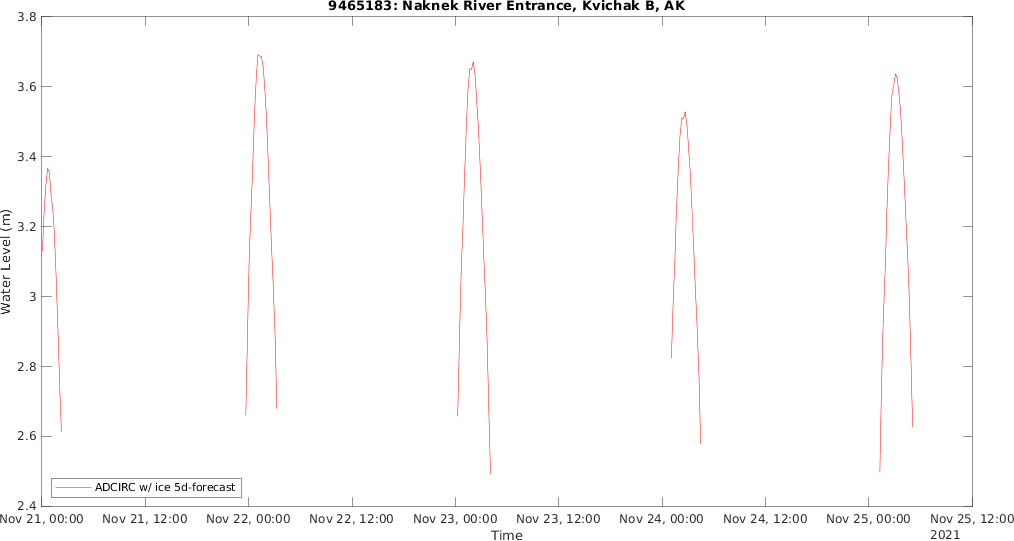 9465183: Naknek River Entrance, Kvichak B, AK
3.8
3.6
3.4
3.2
3
2.8
2.6
2.4
Water Level (m)
ADCIRC w/ ice 5d-forecast
Nov 21, 00:00 Nov 21, 12:00 Nov 22, 00:00 Nov 22, 12:00 Nov 23, 00:00 Nov 23, 12:00 Nov 24, 00:00 Nov 24, 12:00 Nov 25, 00:00 Nov 25, 12:00
Time
2021